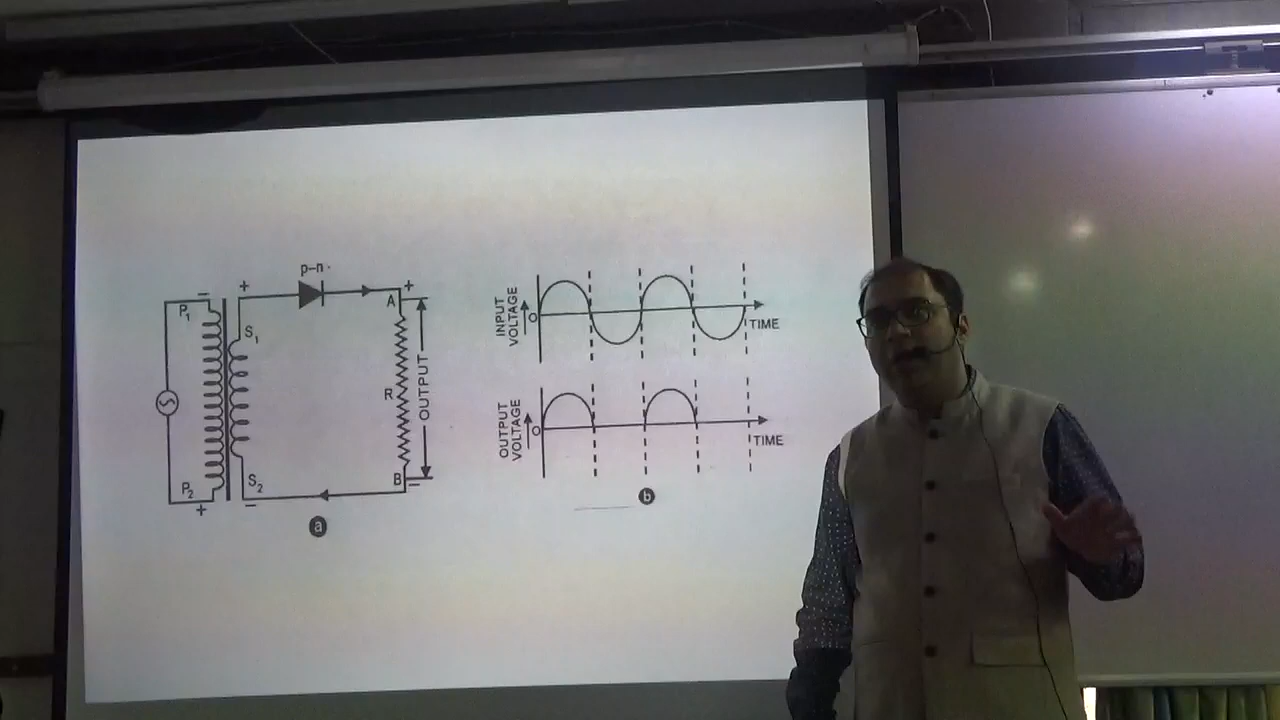 p-n
+
+
−
P₁
S₁
A
R
OUTPUT
P₂
S₂
B
+
−
−
a
INPUT
VOLTAGE
O
TIME
OUTPUT
VOLTAGE
O
TIME
b